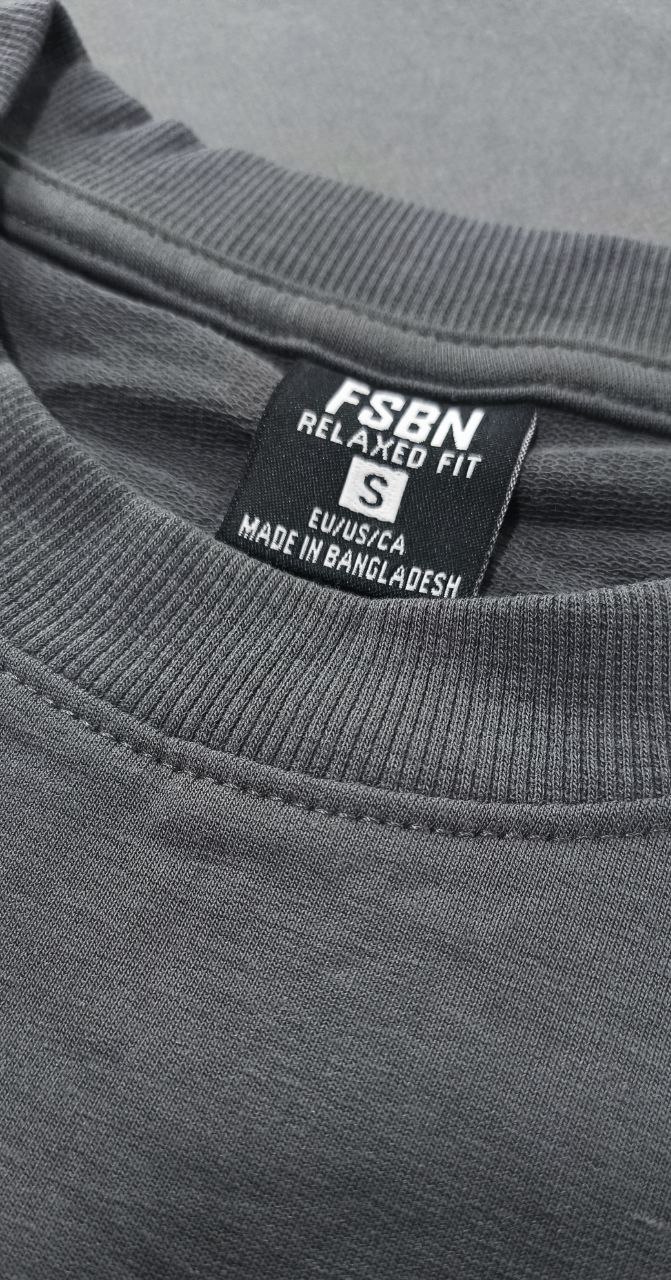 FSBN
RELAXED FIT
S
EU/US/CA
MADE IN BANGLADESH